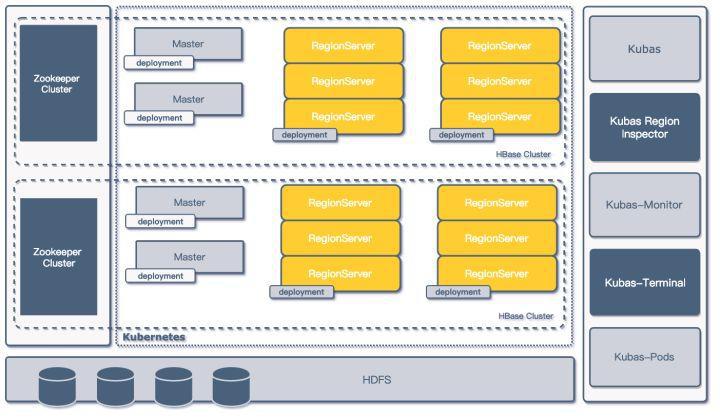 Zookeeper
Cluster
Master
deployment
Master
deployment
RegionServer
RegionServer
RegionServer
deployment
RegionServer
RegionServer
RegionServer
deployment
HBase Cluster
Zookeeper
Cluster
Master
deployment
Master
deployment
RegionServer
RegionServer
RegionServer
deployment
RegionServer
RegionServer
RegionServer
deployment
HBase Cluster
Kubernetes
HDFS
Kubas
Kubas Region
Inspector
Kubas-Monitor
Kubas-Terminal
Kubas-Pods